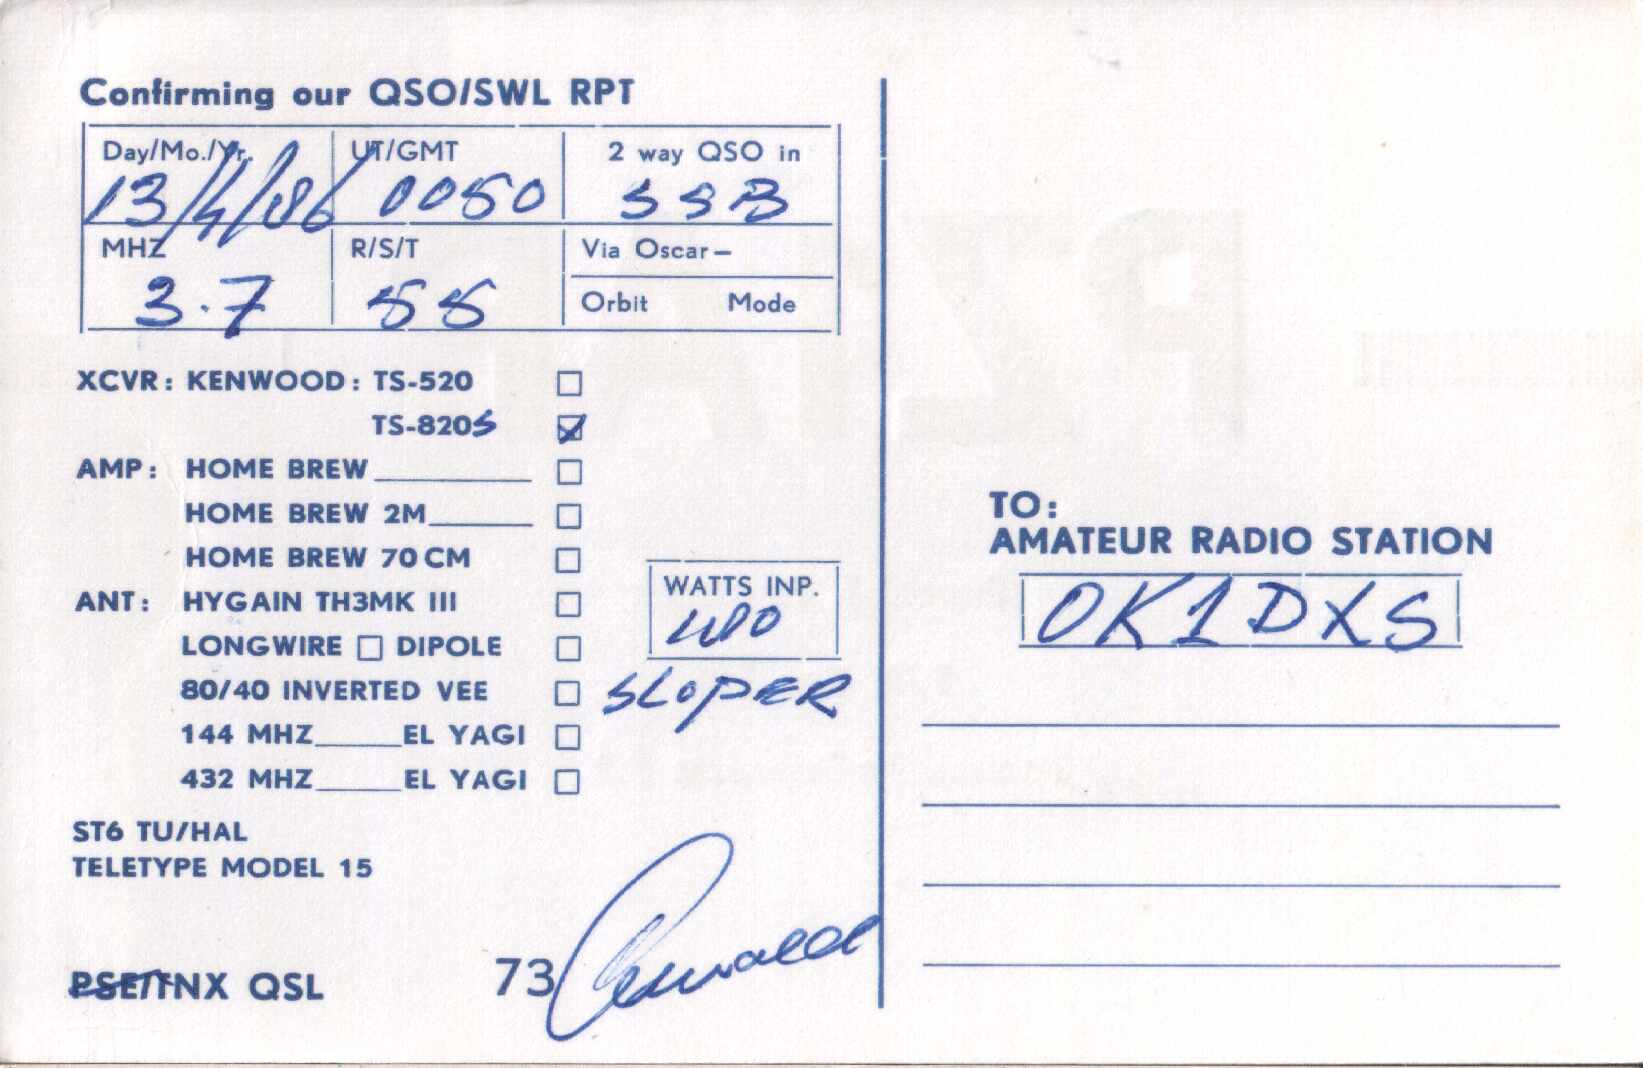 Confirming our QSO/SWL RPT
Day/Mo./Yr. UT/GMT 2 way QSO in
13/4/86 0050 SSB
MHZ R/S/T Via Oscar—
3.7 55 Orbit Mode
XCVR: KENWOOD: TS-520
TS-820S
AMP: HOME BREW
HOME BREW 2M
HOME BREW 70CM
WATTS INP.
ANT: HYGAIN TH3MK III
LONGWIRE DIPOLE
80/40 INVERTED VEE
SLOPER
144 MHZ EL YAGI
432 MHZ EL YAGI
ST6 TU/HAL
TELETYPE MODEL 15
PSE/TNX QSL 73
TO:
AMATEUR RADIO STATION
OK1DXS